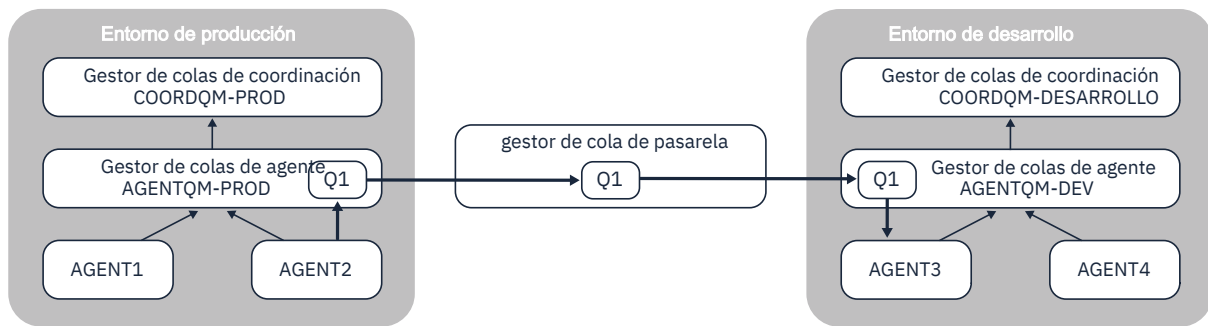 Entorno de producción
Gestor de colas de coordinación
COORDQM-PROD
Gestor de colas de agente
AGENTQM-PROD
Q1
AGENT1
AGENT2
gestor de cola de pasarela
Q1
Entorno de desarrollo
Gestor de colas de coordinación
COORDQM-DESARROLLO
Q1
Gestor de colas de agente
AGENTQM-DEV
AGENT3
AGENT4